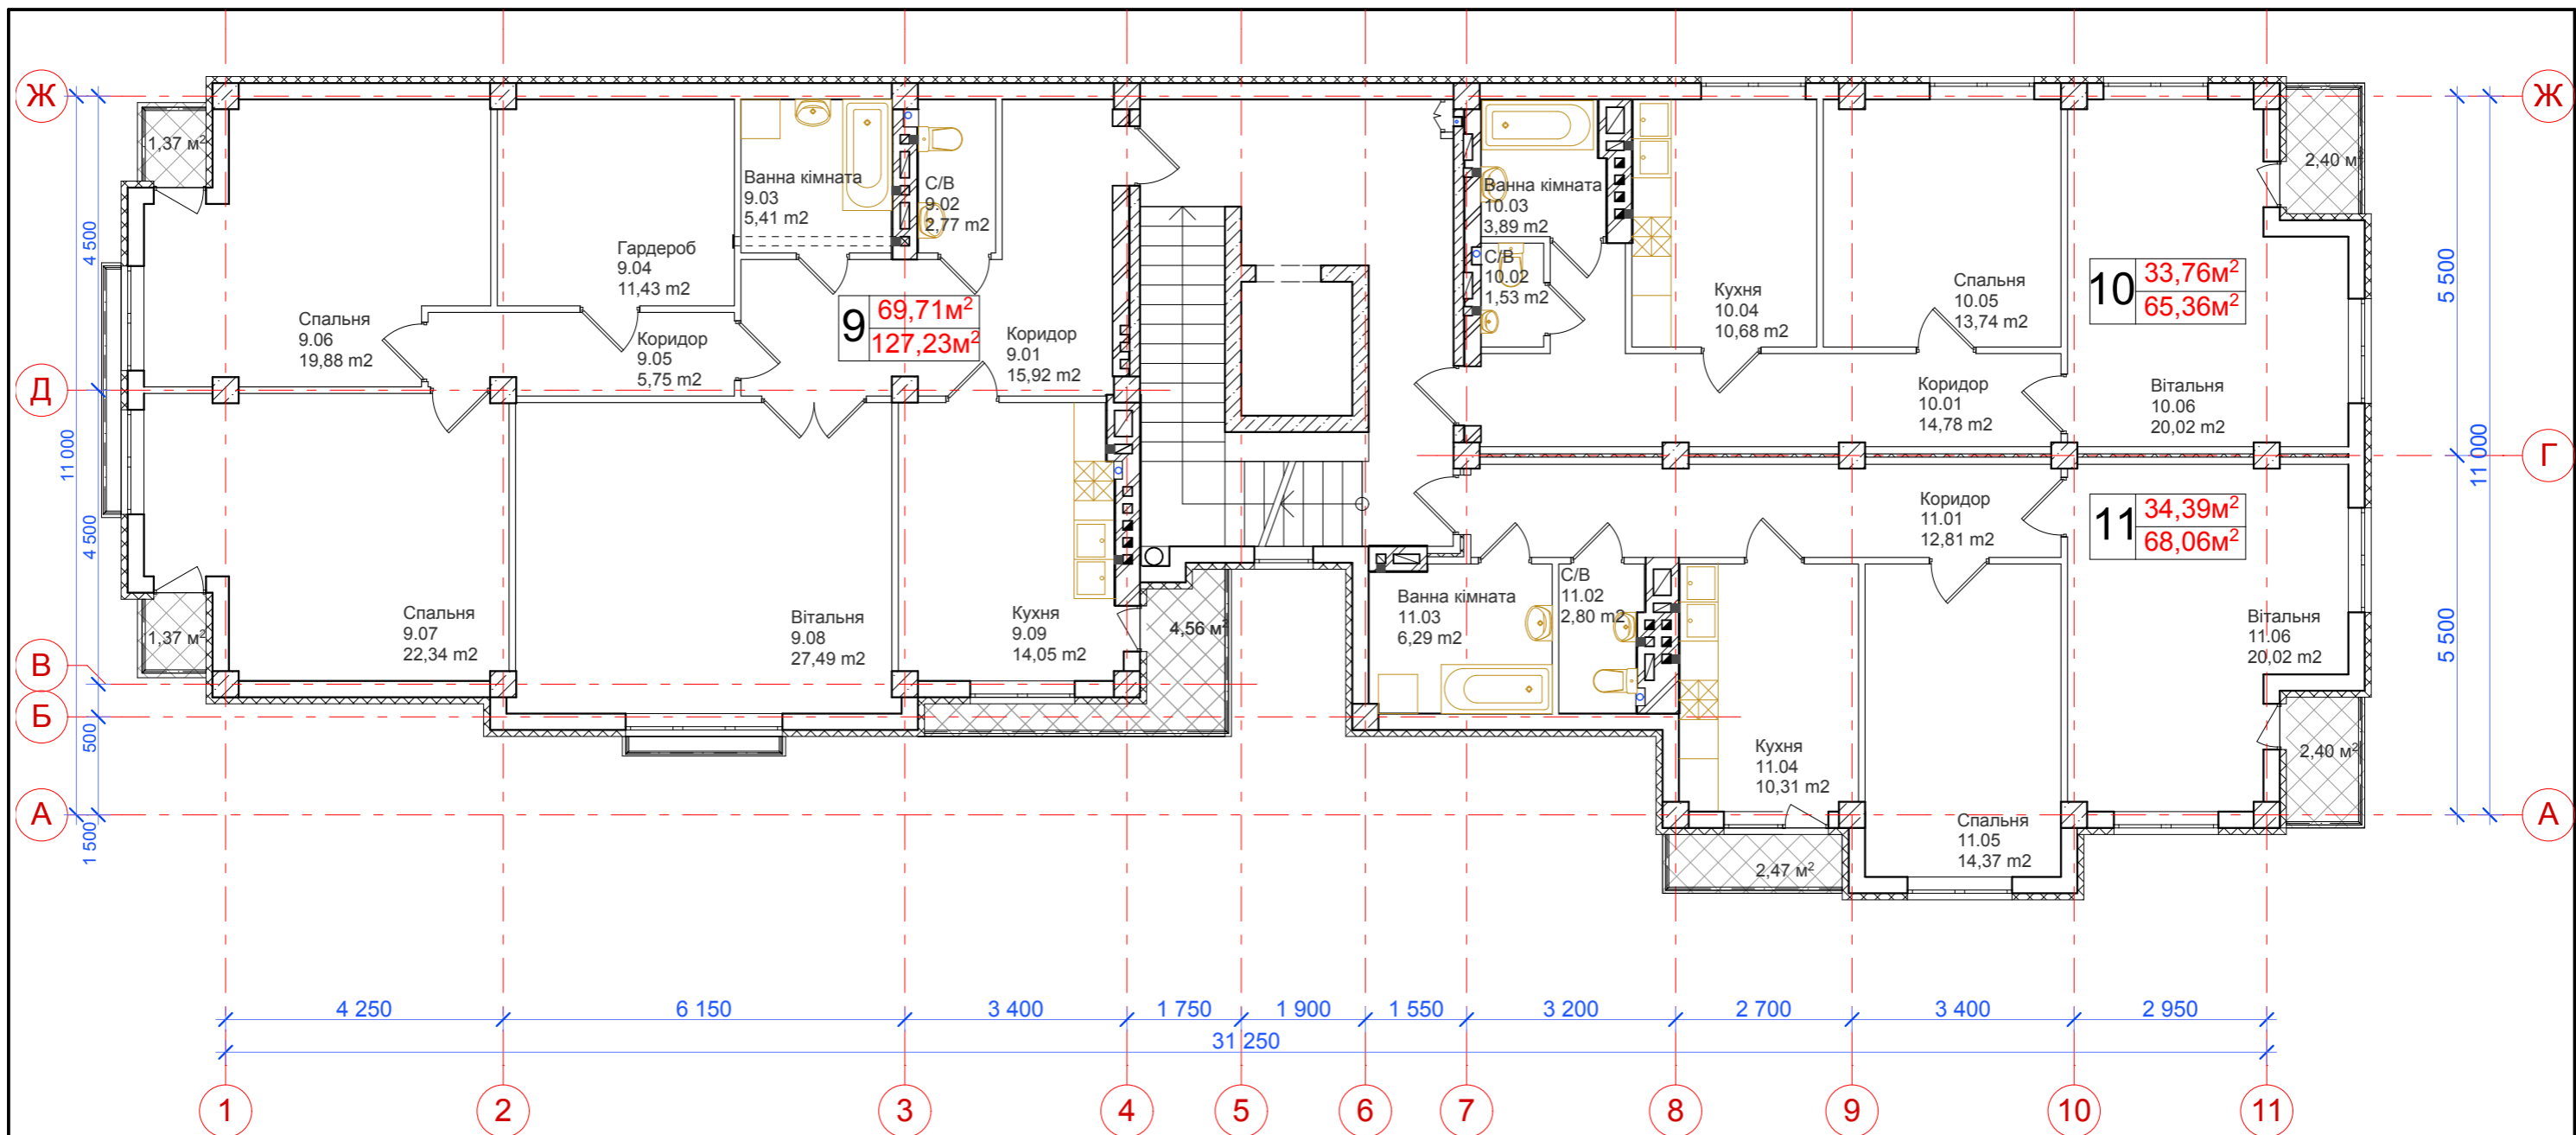 Ж
Ж
1,37 м²
2,40 м²
Ванна кімната
9.03
5,41 m2
С/В
9.02
2,77 m2
Ванна кімната
10.03
3,89 m2
4 500
Гардероб
9.04
11,43 m2
С/В
10.02
1,53 m2
Кухня
10.04
10,68 m2
Спальня
10.05
13,74 m2
10
33,76м²
65,36м²
5 500
Спальня
9.06
19,88 m2
Коридор
9.05
5,75 m2
9
69,71м²
127,23м²
Коридор
9.01
15,92 m2
Д
Коридор
10.01
14,78 m2
Вітальня
10.06
20,02 m2
11 000
Г
11 000
4 500
Коридор
11.01
12,81 m2
11
34,39м²
68,06м²
1,37 м²
Спальня
9.07
22,34 m2
Вітальня
9.08
27,49 m2
Кухня
9.09
14,05 m2
4,56 м²
Ванна кімната
11.03
6,29 m2
С/В
11.02
2,80 m2
Вітальня
11.06
20,02 m2
5 500
В
Б
500
Кухня
11.04
10,31 m2
2,40 м²
А
А
1 500
Спальня
11.05
14,37 m2
2,47 м²
4 250
6 150
3 400
1 750
1 900
1 550
3 200
2 700
3 400
2 950
31 250
1
2
3
4
5
6
7
8
9
10
11